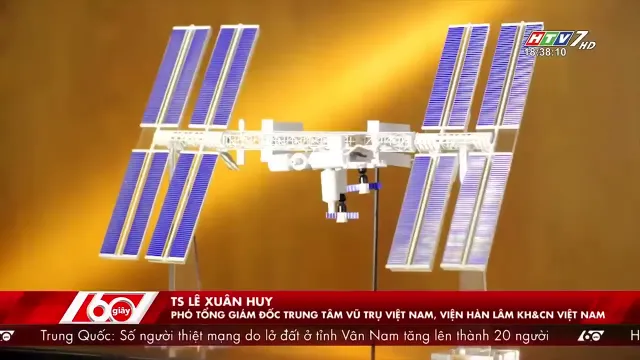 HTV7 HD
18:38:10
60 giây
TS LÊ XUÂN HUY
PHÓ TỔNG GIÁM ĐỐC TRUNG TÂM VŨ TRỤ VIỆT NAM, VIỆN HÀN LÂM KH&CN VIỆT NAM
Trung Quốc: Số người thiệt mạng do lở đất ở tỉnh Vân Nam tăng lên thành 20 người
60 H